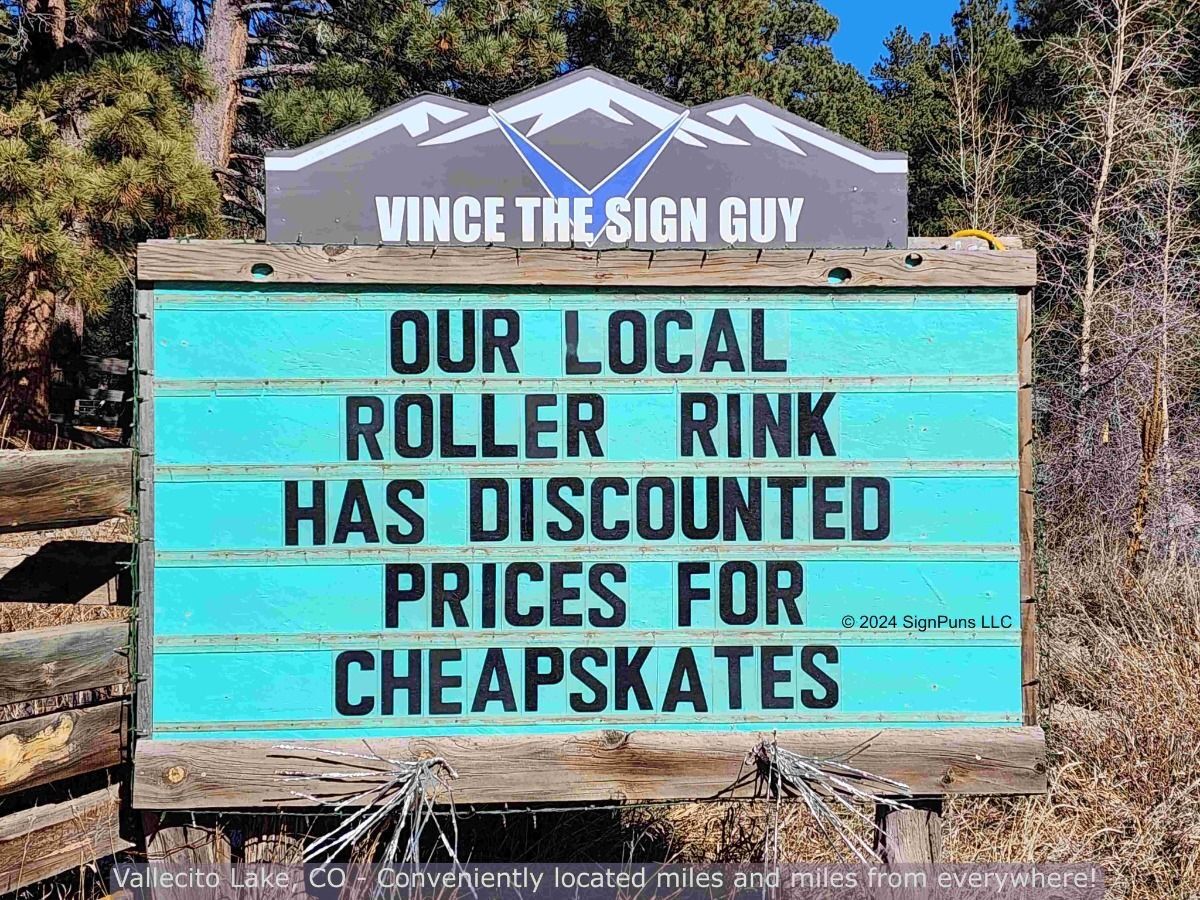 VINCE THE SIGN GUY
OUR LOCAL
ROLLER RINK
HAS DISCOUNTED
PRICES FOR
© 2024 SignPuns LLC
CHEAPSKATES
Vallecito Lake, CO - Conveniently located miles and miles from everywhere!